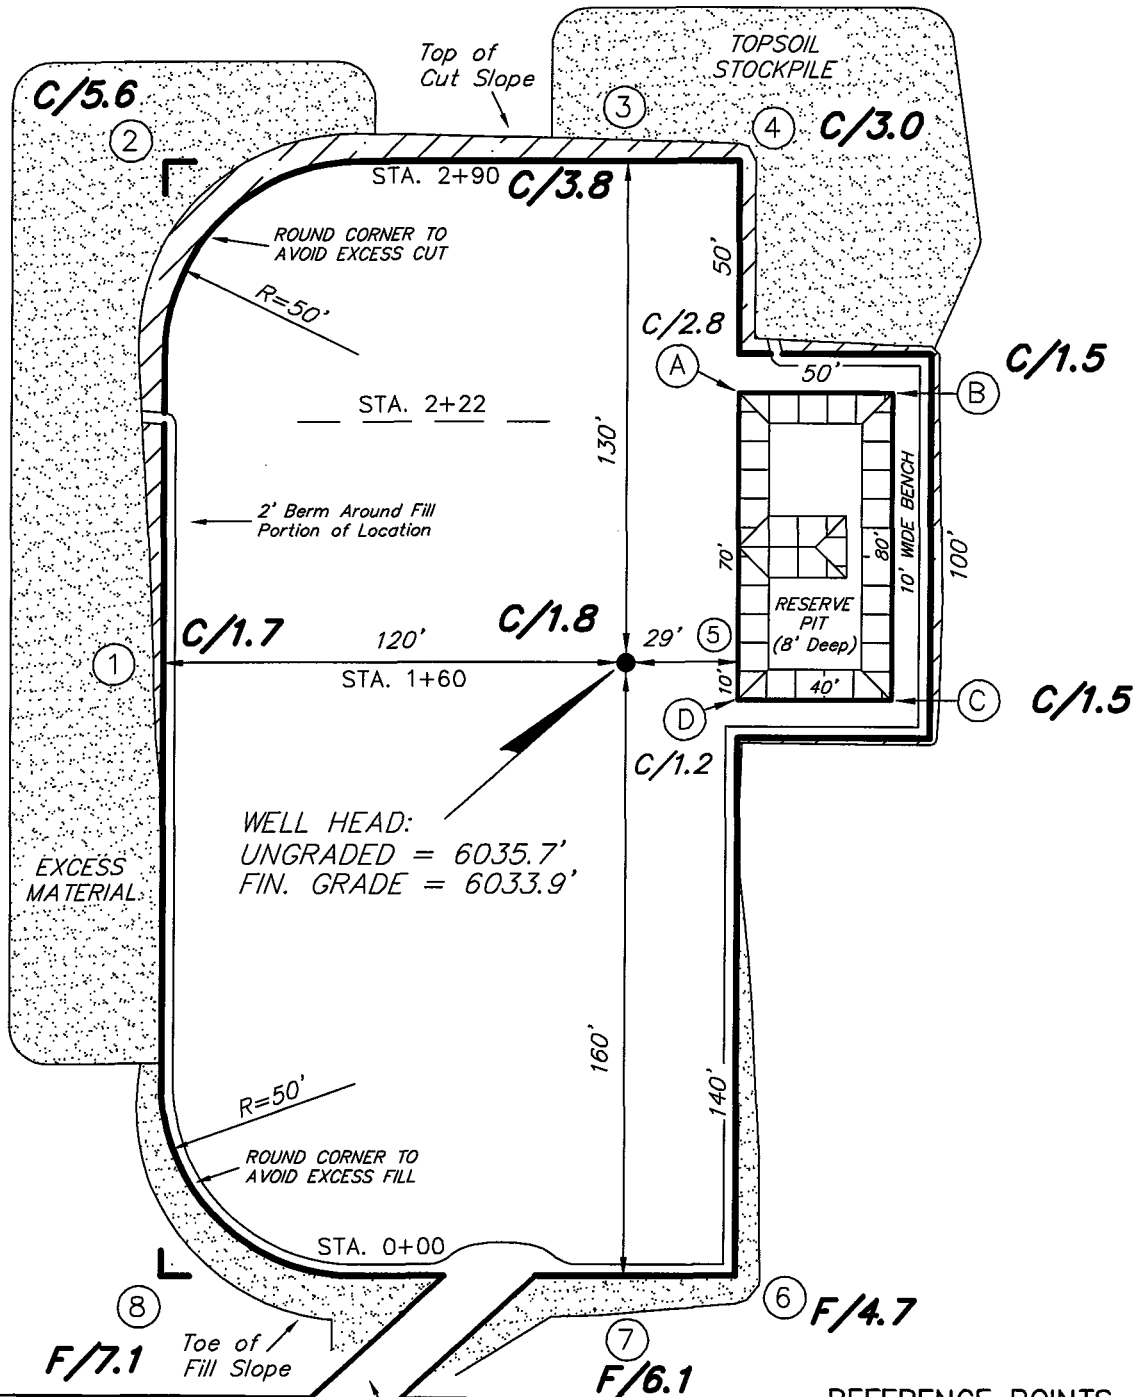 TOPSOIL
STOCKPILE
Top of
Cut Slope
C/5.6
2
3
4
C/3.0
STA. 2+90
C/3.8
ROUND CORNER TO
AVOID EXCESS CUT
R=50'
50'
C/2.8
A
50'
C/1.5
B
STA. 2+22
130'
2' Berm Around Fill
Portion of Location
10' WIDE BENCH
70'
80'
100'
RESERVE
PIT
(8' Deep)
C/1.7
120'
C/1.8
29'
5
1
STA. 1+60
10'
40'
D
C
C/1.5
C/1.2
WELL HEAD:
UNGRADED = 6035.7'
FIN. GRADE = 6033.9'
EXCESS
MATERIAL
160'
140'
R=50'
ROUND CORNER TO
AVOID EXCESS FILL
STA. 0+00
8
6
F/4.7
F/7.1
Toe of
Fill Slope
7
F/6.1
REFERENCE POINTS